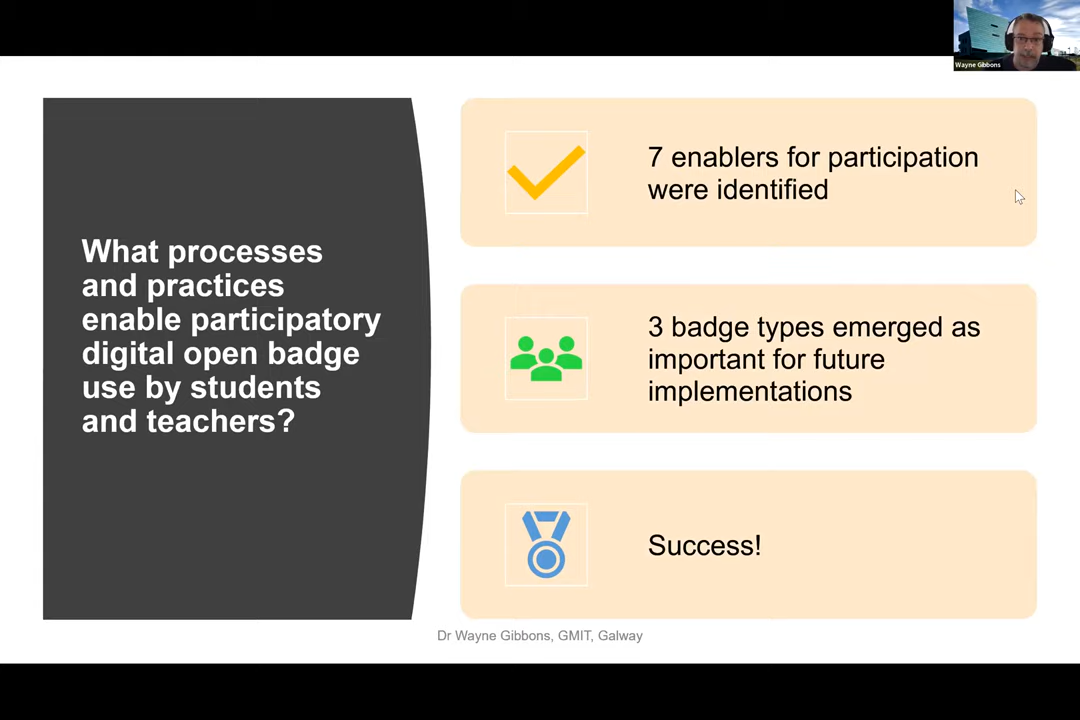 Wayne Gibbons
What processes
and practices
enable participatory
digital open badge
use by students
and teachers?
7 enablers for participation
were identified
3 badge types emerged as
important for future
implementations
Success!
Dr Wayne Gibbons, GMIT, Galway